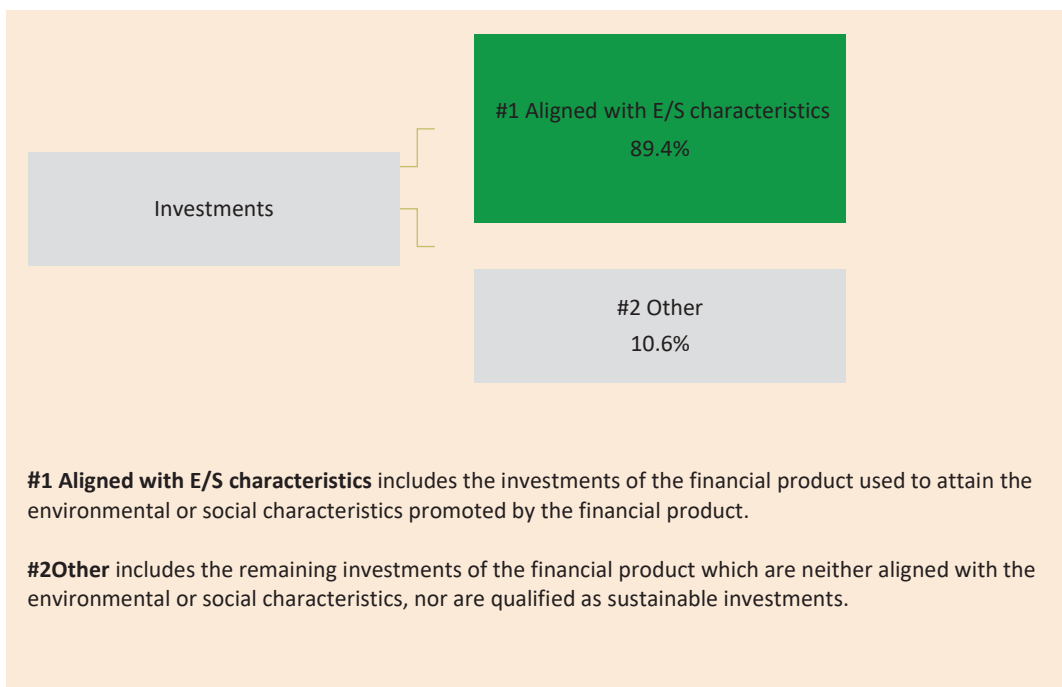 #1 Aligned with E/S characteristics
89.4%
Investments
#2 Other
10.6%
#1 Aligned with E/S characteristics includes the investments of the financial product used to attain the
environmental or social characteristics promoted by the financial product.
#2Other includes the remaining investments of the financial product which are neither aligned with the
environmental or social characteristics, nor are qualified as sustainable investments.